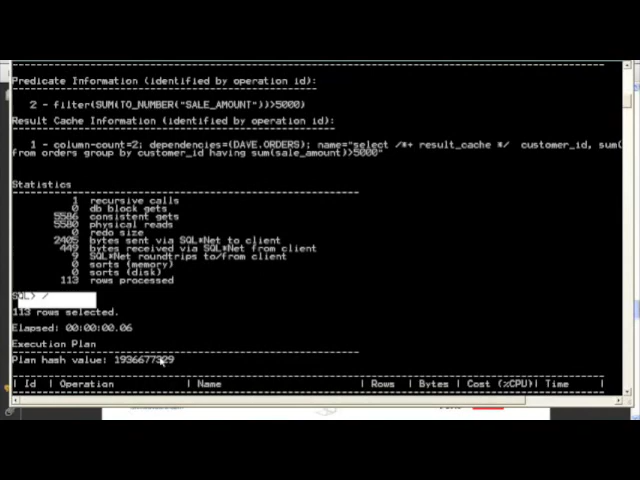 Predicate Information (identified by operation id):
2 - filter(SUM(TO_NUMBER("SALE_AMOUNT"))>5000)
Result Cache Information (identified by operation id):
1 - column-count=2; dependencies=(DAVE.ORDERS); name="select /*+ result_cache */ customer_id, sum(
from orders group by customer_id having sum(sale_amount)>5000"
Statistics
1 recursive calls
0 db block gets
5586 consistent gets
5580 physical reads
0 redo size
2405 bytes sent via SQL*Net to client
449 bytes received via SQL*Net from client
9 SQL*Net roundtrips to/from client
0 sorts (memory)
0 sorts (disk)
113 rows processed
SQL> /
113 rows selected.
Elapsed: 00:00:00.06
Execution Plan
Plan hash value: 1936677329
| Id | Operation | Name | Rows | Bytes | Cost (%CPU)| Time |